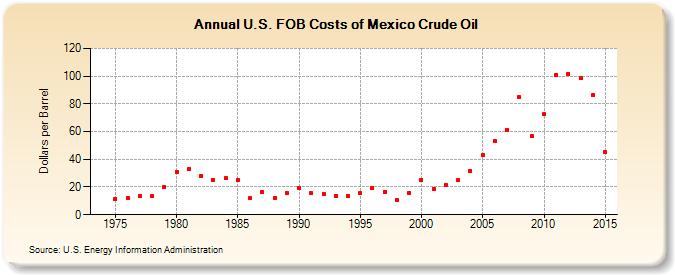 Annual U.S. FOB Costs of Mexico Crude Oil
Dollars per Barrel
120
100
80
60
40
20
0
1975 1980 1985 1990 1995 2000 2005 2010 2015
Source: U.S. Energy Information Administration